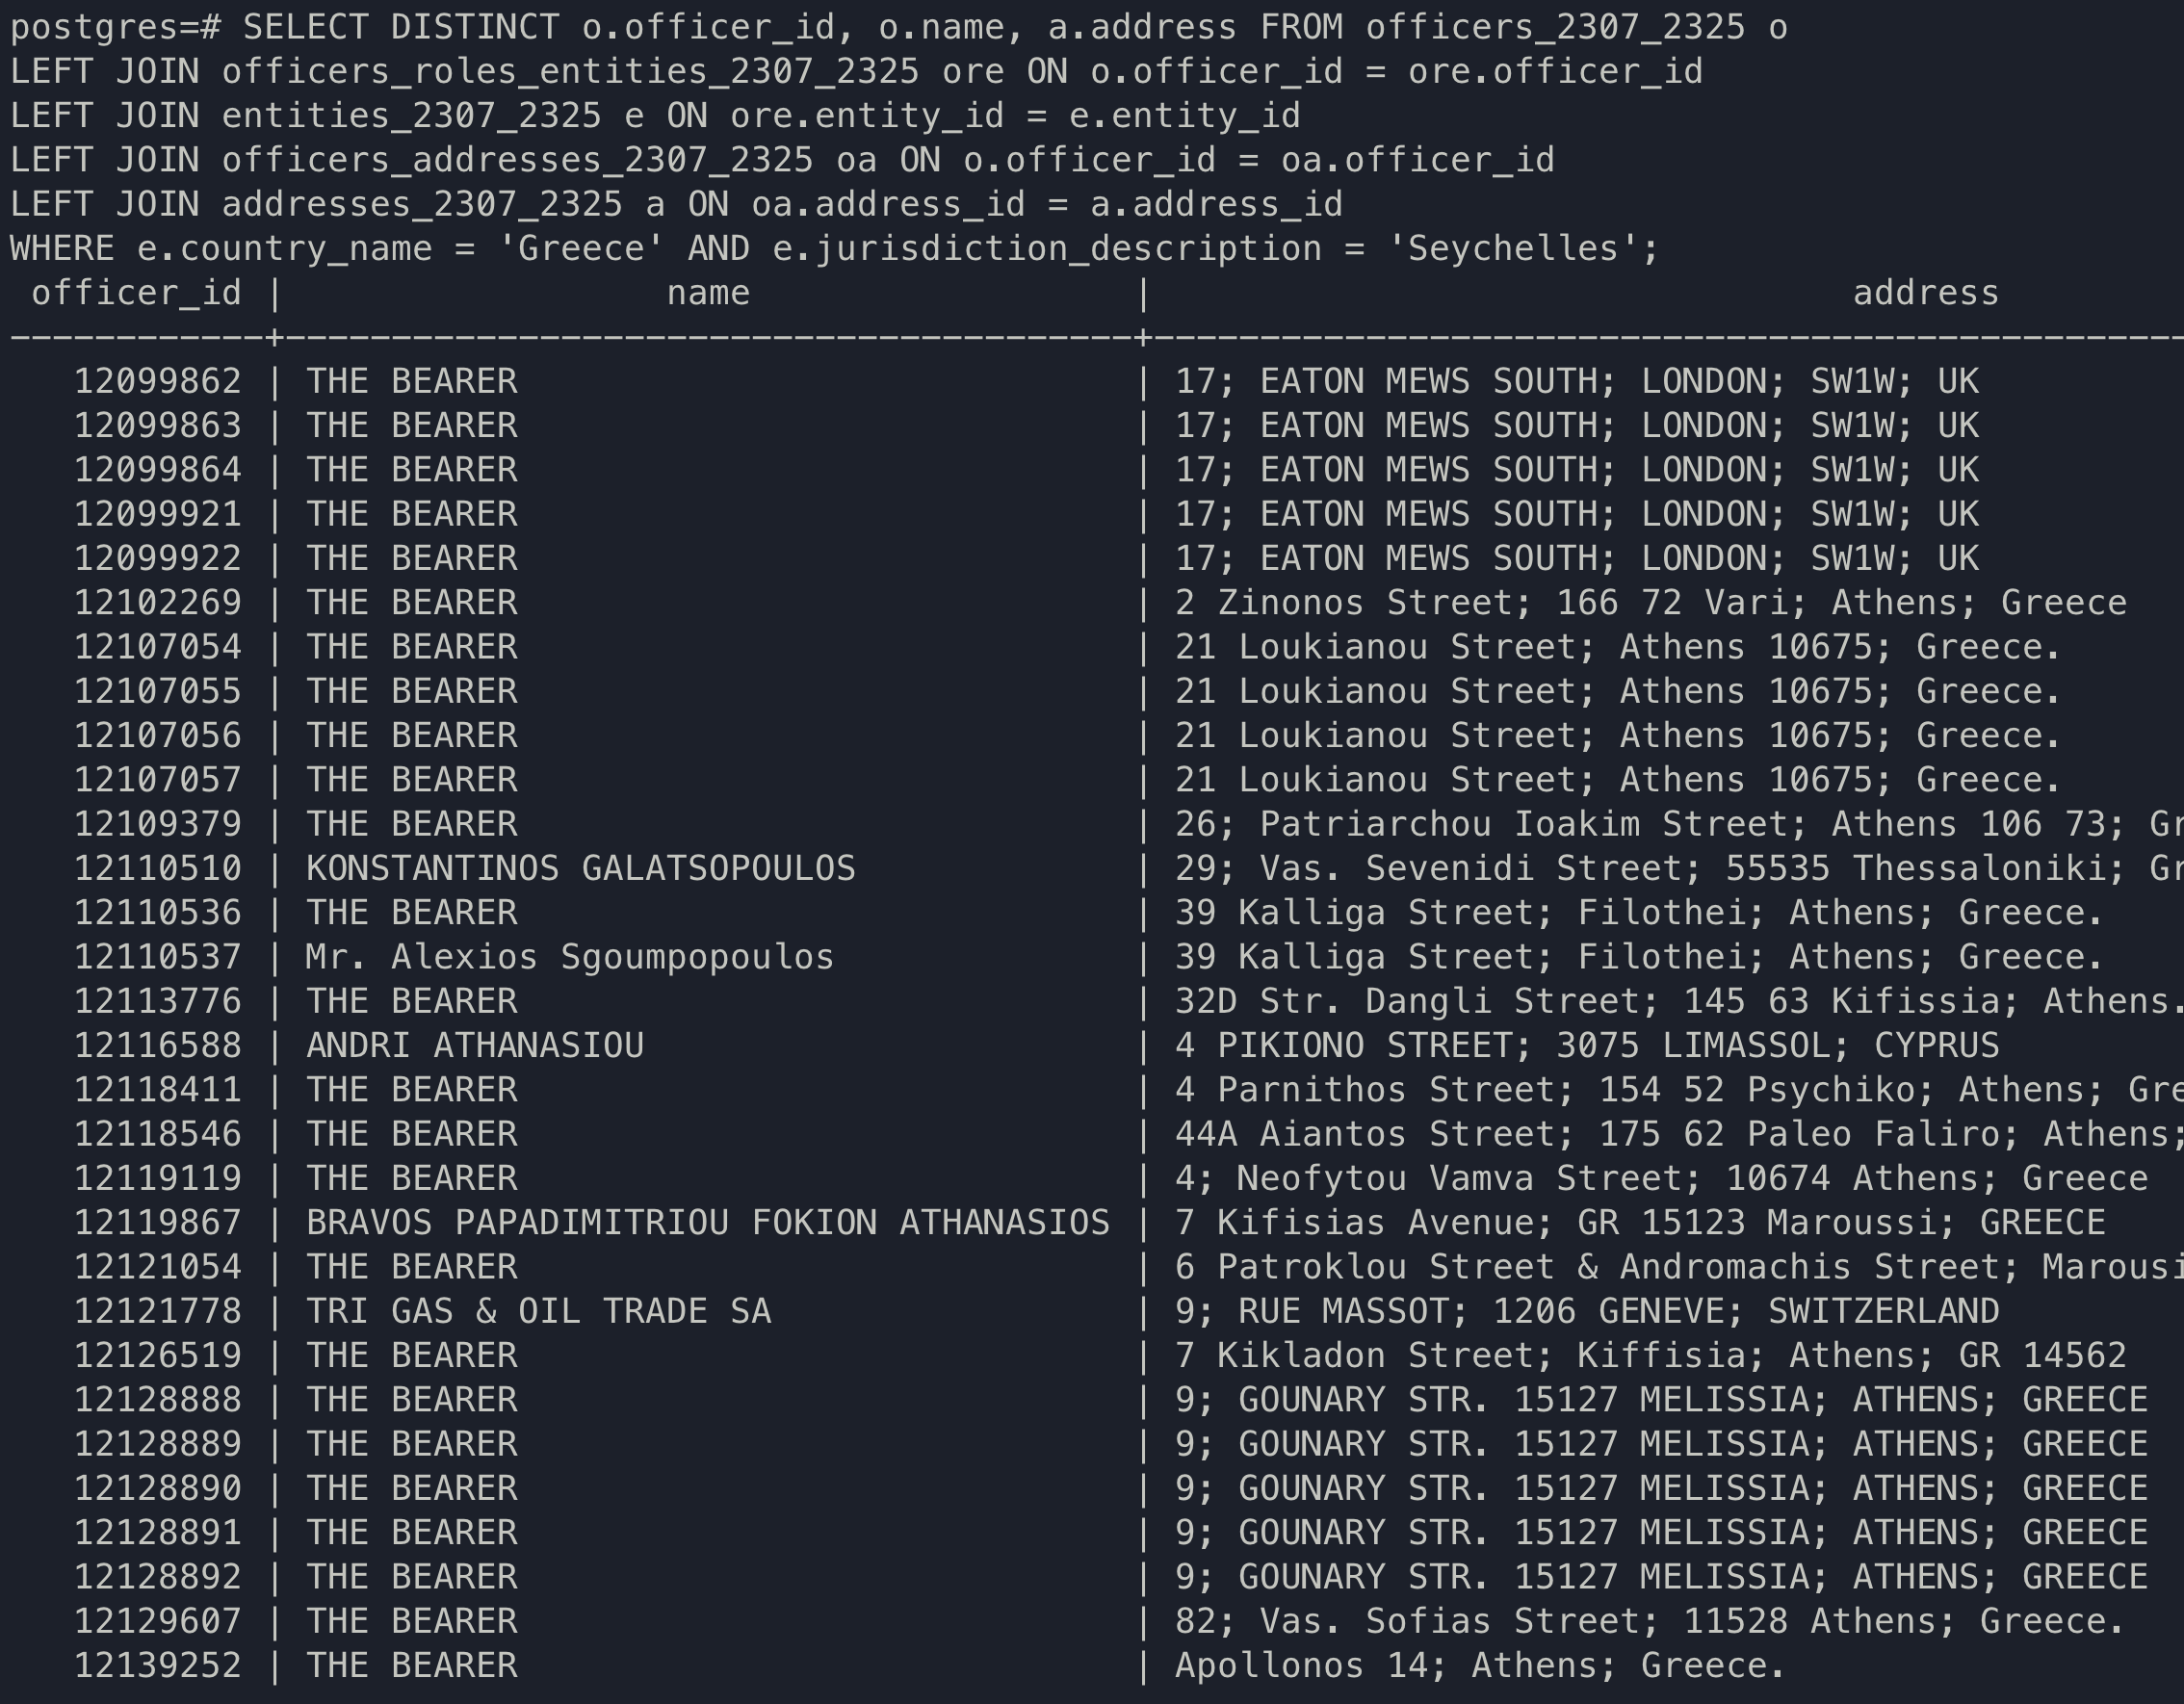 postgres=# SELECT DISTINCT o.officer_id, o.name, a.address FROM officers_2307_2325 o
LEFT JOIN officers_roles_entities_2307_2325 ore ON o.officer_id = ore.officer_id
LEFT JOIN entities_2307_2325 e ON ore.entity_id = e.entity_id
LEFT JOIN officers_addresses_2307_2325 oa ON o.officer_id = oa.officer_id
LEFT JOIN addresses_2307_2325 a ON oa.address_id = a.address_id
WHERE e.country_name = 'Greece' AND e.jurisdiction_description = 'Seychelles';
officer_id | name | address
12099862 | THE BEARER | 17; EATON MEWS SOUTH; LONDON; SW1W; UK
12099863 | THE BEARER | 17; EATON MEWS SOUTH; LONDON; SW1W; UK
12099864 | THE BEARER | 17; EATON MEWS SOUTH; LONDON; SW1W; UK
12099921 | THE BEARER | 17; EATON MEWS SOUTH; LONDON; SW1W; UK
12099922 | THE BEARER | 17; EATON MEWS SOUTH; LONDON; SW1W; UK
12102269 | THE BEARER | 2 Zinonos Street; 166 72 Vari; Athens; Greece
12107054 | THE BEARER | 21 Loukianou Street; Athens 10675; Greece.
12107055 | THE BEARER | 21 Loukianou Street; Athens 10675; Greece.
12107056 | THE BEARER | 21 Loukianou Street; Athens 10675; Greece.
12107057 | THE BEARER | 21 Loukianou Street; Athens 10675; Greece.
12109379 | THE BEARER | 26; Patriarchou Ioakim Street; Athens 106 73; Gr
12110510 | KONSTANTINOS GALATSOPOULOS | 29; Vas. Sevenidi Street; 55535 Thessaloniki; Gr
12110536 | THE BEARER | 39 Kalliga Street; Filothei; Athens; Greece.
12110537 | Mr. Alexios Sgoumpopoulos | 39 Kalliga Street; Filothei; Athens; Greece.
12113776 | THE BEARER | 32D Str. Dangli Street; 145 63 Kifissia; Athens.
12116588 | ANDRI ATHANASIOU | 4 PIKIONO STREET; 3075 LIMASSOL; CYPRUS
12118411 | THE BEARER | 4 Parnithos Street; 154 52 Psychiko; Athens; Gre
12118546 | THE BEARER | 44A Aiantos Street; 175 62 Paleo Faliro; Athens;
12119119 | THE BEARER | 4; Neofytou Vamva Street; 10674 Athens; Greece
12119867 | BRAVOS PAPADIMITRIOU FOKION ATHANASIOS | 7 Kifisias Avenue; GR 15123 Maroussi; GREECE
12121054 | THE BEARER | 6 Patroklou Street & Andromachis Street; Marousi
12121778 | TRI GAS & OIL TRADE SA | 9; RUE MASSOT; 1206 GENEVE; SWITZERLAND
12126519 | THE BEARER | 7 Kikladon Street; Kiffisia; Athens; GR 14562
12128888 | THE BEARER | 9; GOUNARY STR. 15127 MELISSIA; ATHENS; GREECE
12128889 | THE BEARER | 9; GOUNARY STR. 15127 MELISSIA; ATHENS; GREECE
12128890 | THE BEARER | 9; GOUNARY STR. 15127 MELISSIA; ATHENS; GREECE
12128891 | THE BEARER | 9; GOUNARY STR. 15127 MELISSIA; ATHENS; GREECE
12128892 | THE BEARER | 9; GOUNARY STR. 15127 MELISSIA; ATHENS; GREECE
12129607 | THE BEARER | 82; Vas. Sofias Street; 11528 Athens; Greece.
12139252 | THE BEARER | Apollonos 14; Athens; Greece.